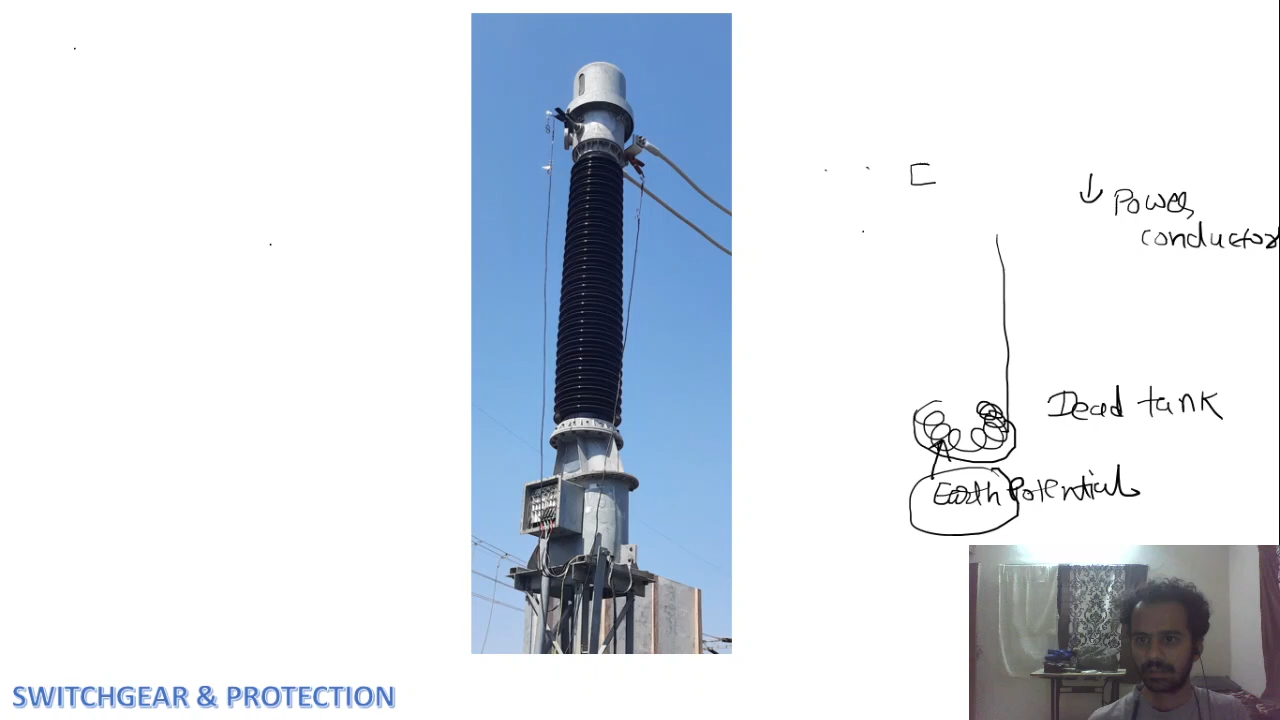 Power
conductor
Dead tank
Earth Potential
SWITCHGEAR & PROTECTION